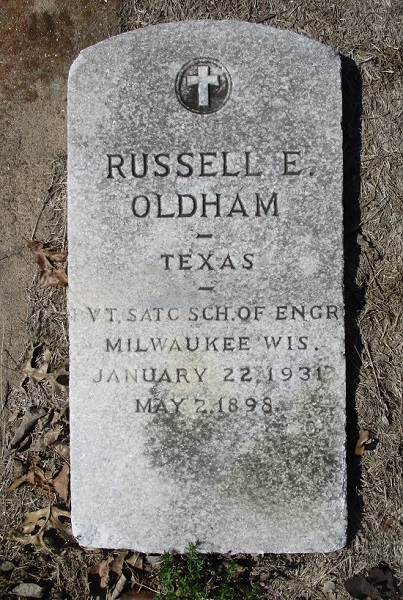 RUSSELL E.
OLDHAM
–
TEXAS
–
PVT. SATC SCH. OF ENGR
MILWAUKEE WIS.
JANUARY 22, 1931
MAY 2, 1898.